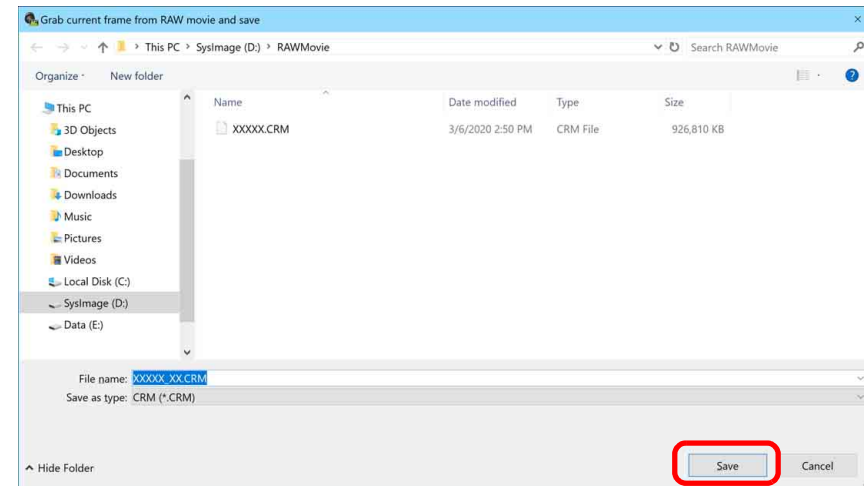 Grab current frame from RAW movie and save
This PC > SysImage (D:) > RAWMovie
Search RAWMovie
Organize
New folder
Name
Date modified
Type
Size
XXXXX.CRM
3/6/2020 2:50 PM
CRM File
926,810 KB
This PC
3D Objects
Desktop
Documents
Downloads
Music
Pictures
Videos
Local Disk (C:)
SysImage (D:)
Data (E:)
File name: XXXXX_XX.CRM
Save as type: CRM (*.CRM)
Hide Folder
Save
Cancel